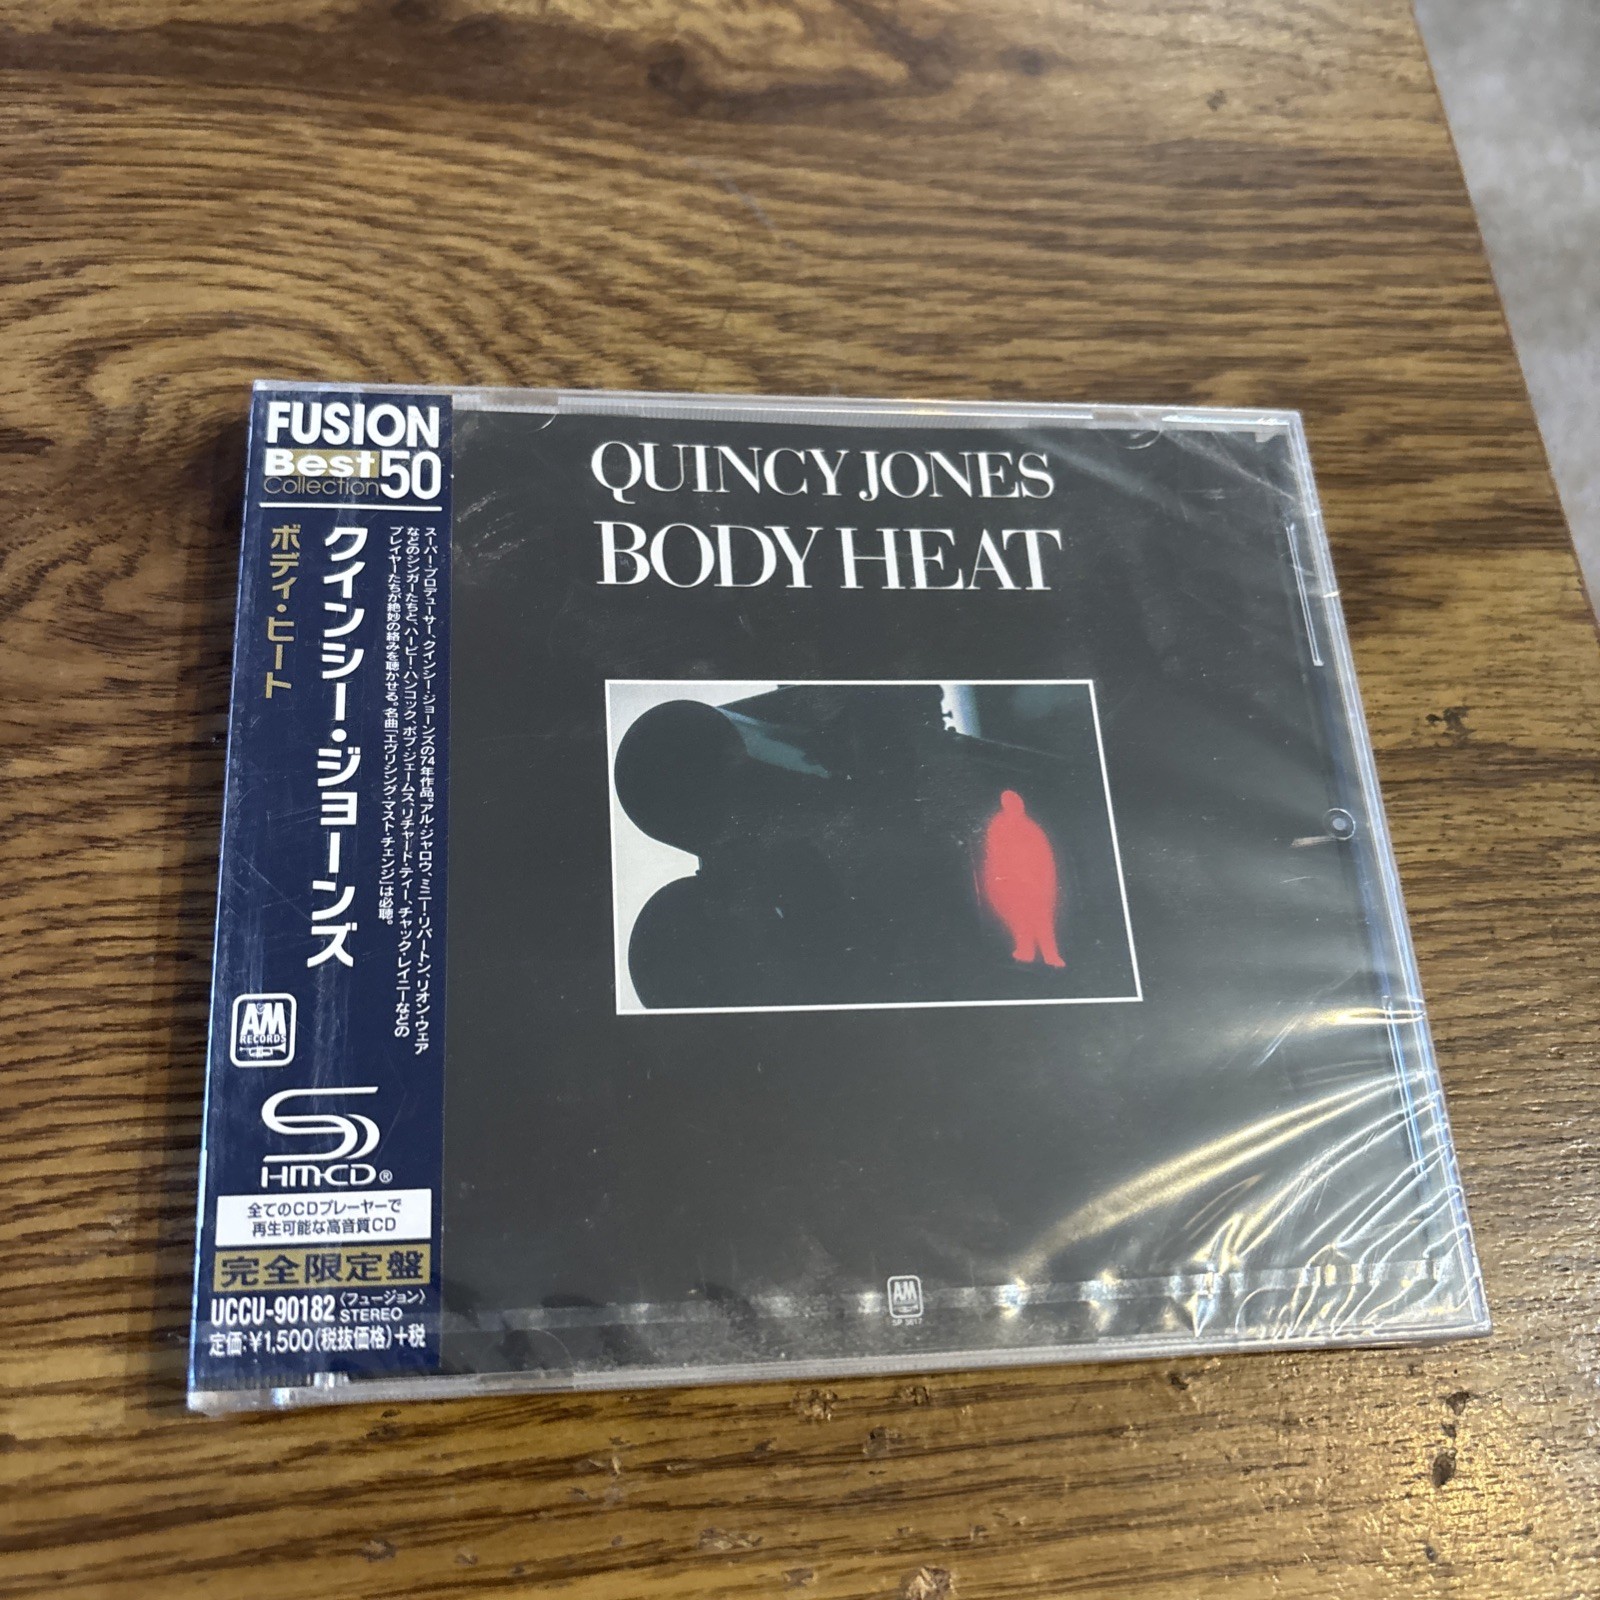 FUSION
Best
Collection 50
クインシー・ジョーンズ
ボディ・ヒート
スーパー・プロデューサー、クインシー・ジョーンズの74年作品。アル・ジャロウ、ミニー・リパートン、リオン・ウェア
などのシンガーたちと、ハービー・ハンコック、ボブ・ジェームス、リチャード・ティー、チャック・レイニーなどの
プレイヤーたちが絶妙の絡みを聴かせる。名曲「エヴリシング・マスト・チェンジ」は必聴。
A&M
RECORDS
SHM-CD®
全てのCDプレーヤーで
再生可能な高音質CD
完全限定盤
UCCU-90182 〈フュージョン〉
STEREO
定価:¥1,500(税抜価格)+税
QUINCY JONES
BODY HEAT
A&M
SP 3617